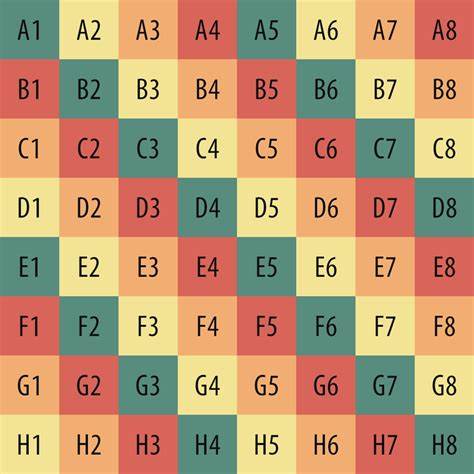 A1 A2 A3 A4 A5 A6 A7 A8
B1 B2 B3 B4 B5 B6 B7 B8
C1 C2 C3 C4 C5 C6 C7 C8
D1 D2 D3 D4 D5 D6 D7 D8
E1 E2 E3 E4 E5 E6 E7 E8
F1 F2 F3 F4 F5 F6 F7 F8
G1 G2 G3 G4 G5 G6 G7 G8
H1 H2 H3 H4 H5 H6 H7 H8